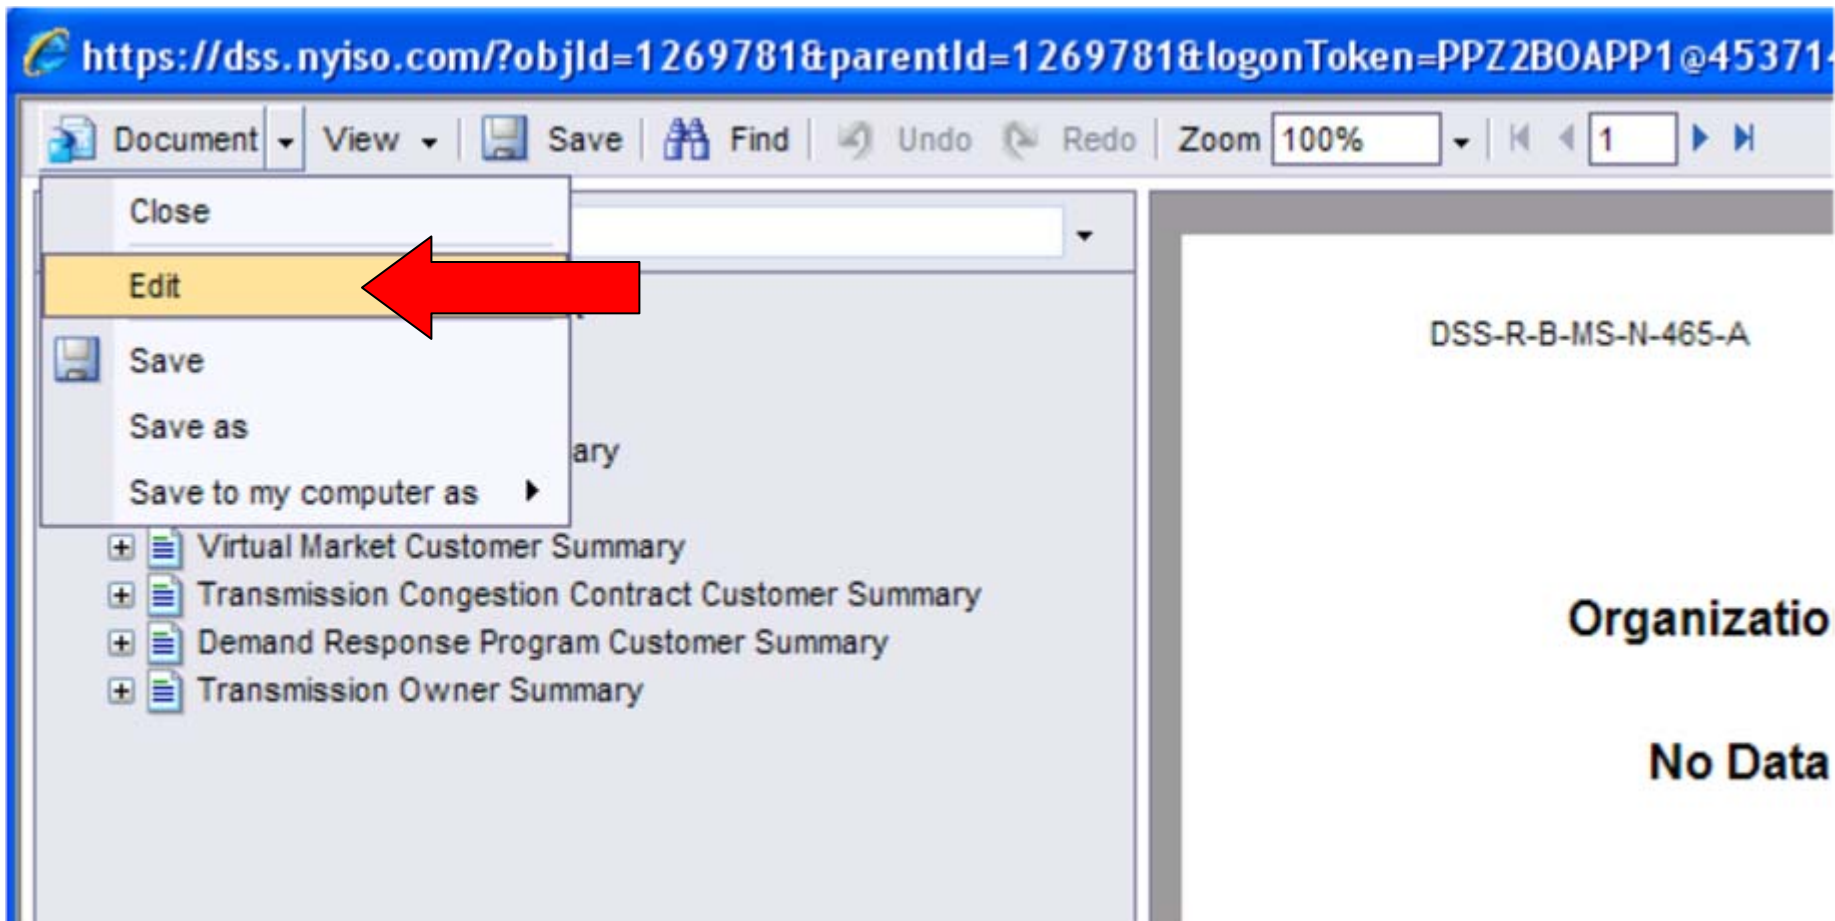 https://dss.nyiso.com/?objId=1269781&parentId=1269781&logonToken=PPZ2BOAPP1@45371
Document View Save Find Undo Redo Zoom 100% 1
Close
Edit
Save
Save as
ary
Save to my computer as
Virtual Market Customer Summary
Transmission Congestion Contract Customer Summary
Demand Response Program Customer Summary
Transmission Owner Summary
DSS-R-B-MS-N-465-A
Organizatio
No Data